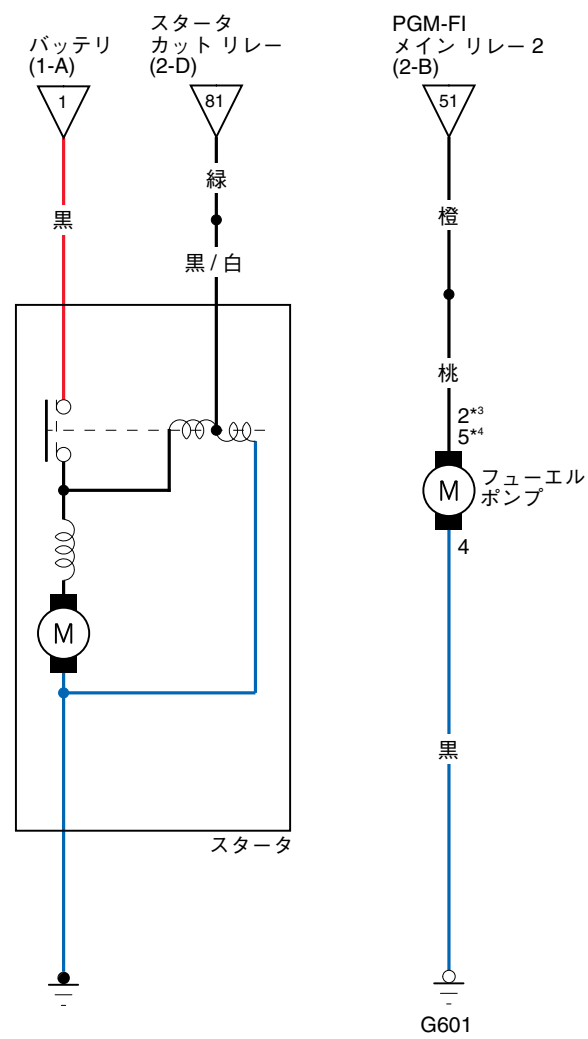 バッテリ
(1-A)
スタータ
カット リレー
(2-D)
PGM-FI
メイン リレー 2
(2-B)
1
81
51
緑
黒
橙
黒 / 白
桃
2*3
5*4
M
フューエル
ポンプ
4
M
黒
スタータ
G601